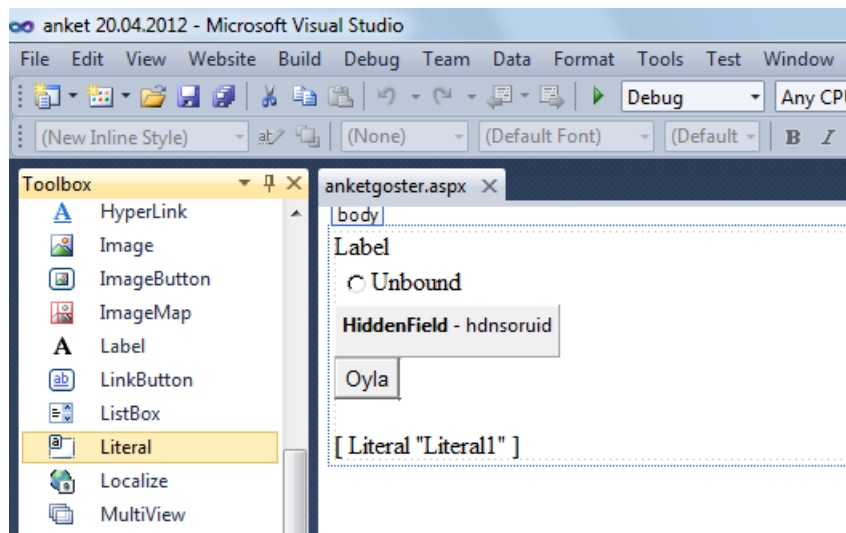 anket 20.04.2012 - Microsoft Visual Studio
File Edit View Website Build Debug Team Data Format Tools Test Window
Debug Any CPU
(New Inline Style) (None) (Default Font) (Default B I
Toolbox
anketgoster.aspx
HyperLink
Image
ImageButton
ImageMap
A Label
ab LinkButton
ListBox
Literal
Localize
MultiView
body
Label
Unbound
HiddenField - hdnsoruid
Oyla
[ Literal "Literal1" ]